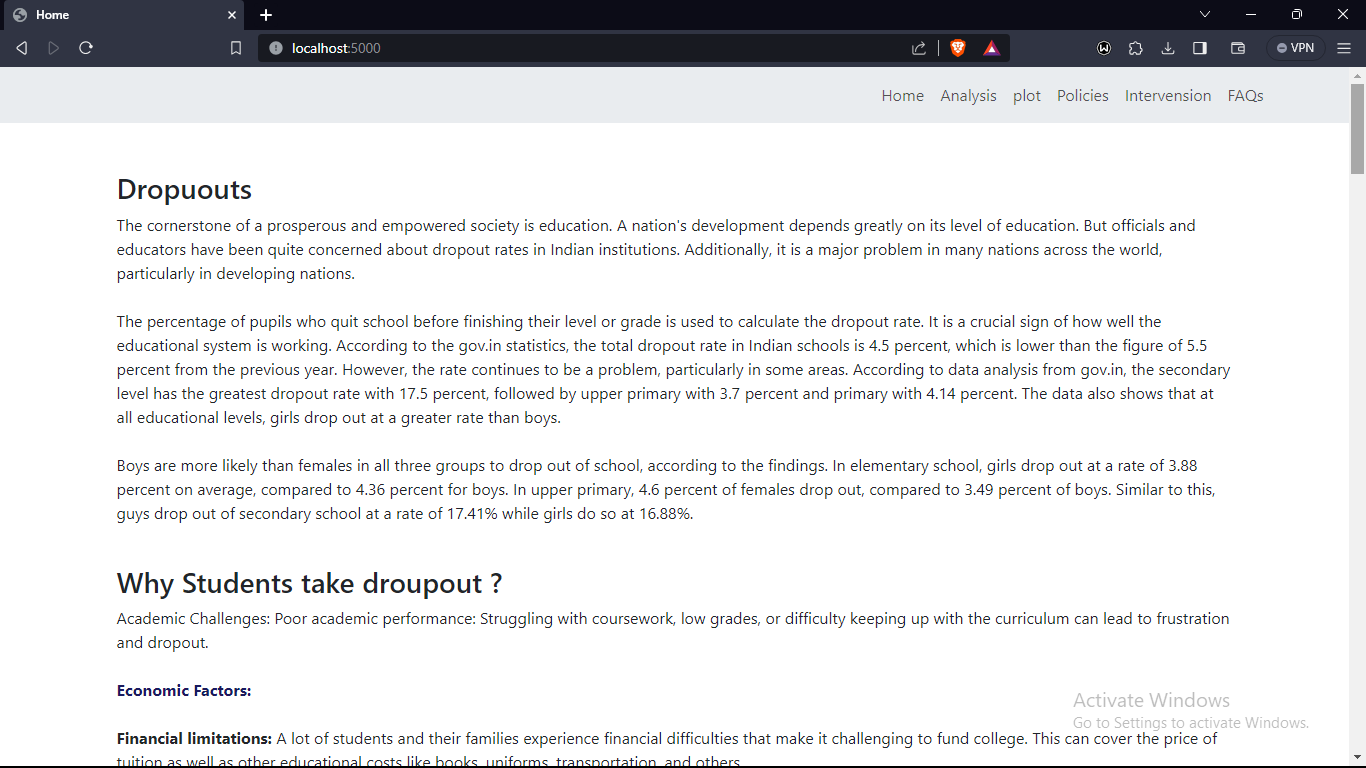 Home
localhost:5000
VPN
Home Analysis plot Policies Intervension FAQs
Dropuouts
The cornerstone of a prosperous and empowered society is education. A nation's development depends greatly on its level of education. But officials and
educators have been quite concerned about dropout rates in Indian institutions. Additionally, it is a major problem in many nations across the world,
particularly in developing nations.
The percentage of pupils who quit school before finishing their level or grade is used to calculate the dropout rate. It is a crucial sign of how well the
educational system is working. According to the gov.in statistics, the total dropout rate in Indian schools is 4.5 percent, which is lower than the figure of 5.5
percent from the previous year. However, the rate continues to be a problem, particularly in some areas. According to data analysis from gov.in, the secondary
level has the greatest dropout rate with 17.5 percent, followed by upper primary with 3.7 percent and primary with 4.14 percent. The data also shows that at
all educational levels, girls drop out at a greater rate than boys.
Boys are more likely than females in all three groups to drop out of school, according to the findings. In elementary school, girls drop out at a rate of 3.88
percent on average, compared to 4.36 percent for boys. In upper primary, 4.6 percent of females drop out, compared to 3.49 percent of boys. Similar to this,
guys drop out of secondary school at a rate of 17.41% while girls do so at 16.88%.
Why Students take droupout ?
Academic Challenges: Poor academic performance: Struggling with coursework, low grades, or difficulty keeping up with the curriculum can lead to frustration
and dropout.
Economic Factors:
Activate Windows
Go to Settings to activate Windows.
Financial limitations: A lot of students and their families experience financial difficulties that make it challenging to fund college. This can cover the price of
tuition as well as other educational costs like books, uniforms, transportation, and others.